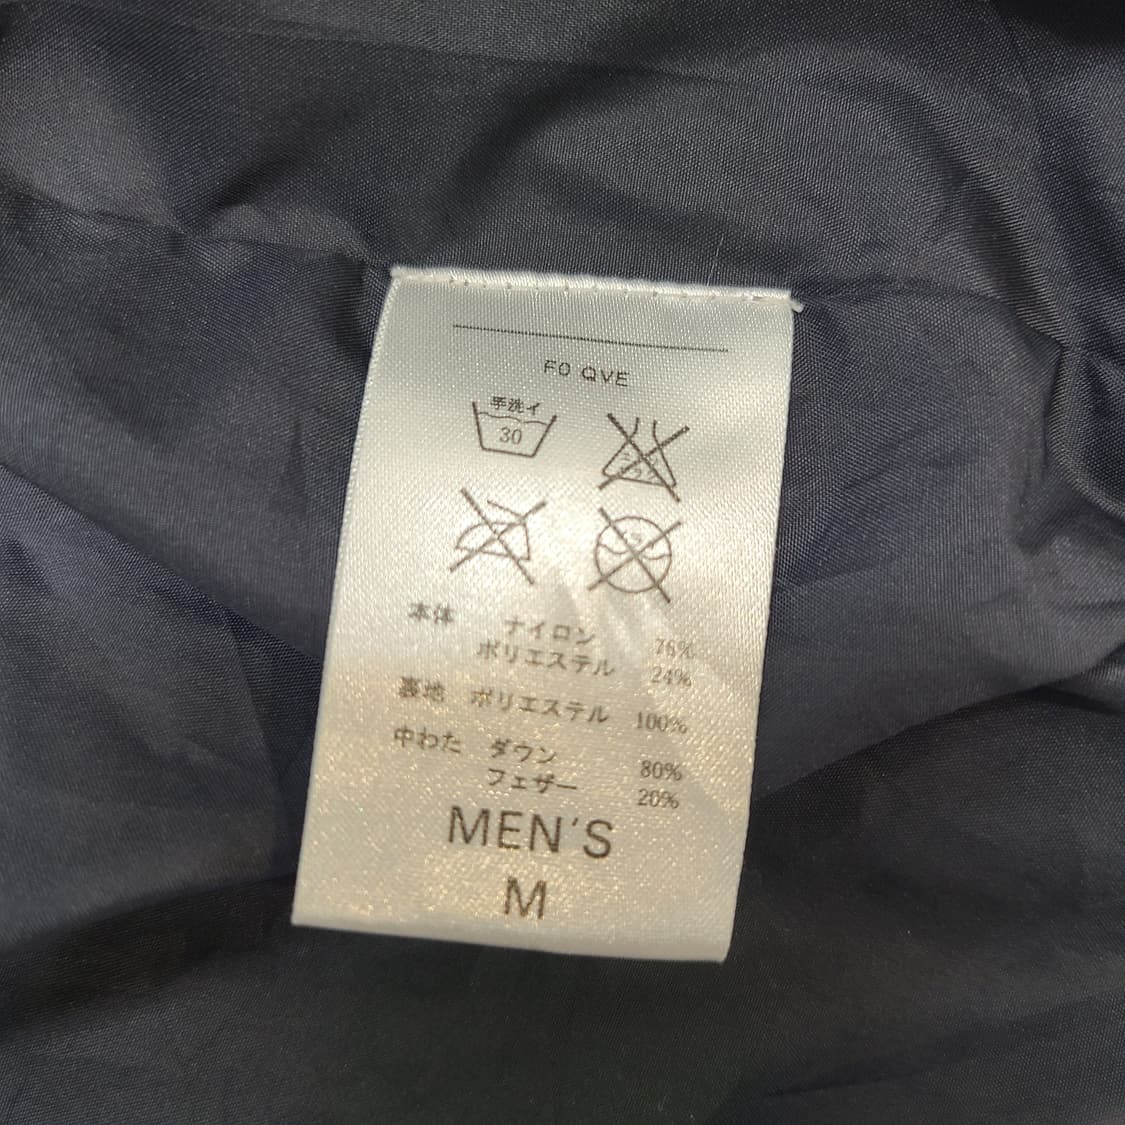 F0 QVE
手洗イ
30
本体 ナイロン 76%
ポリエステル 24%
裏地 ポリエステル 100%
中わた ダウン 80%
フェザー 20%
MEN'S
M